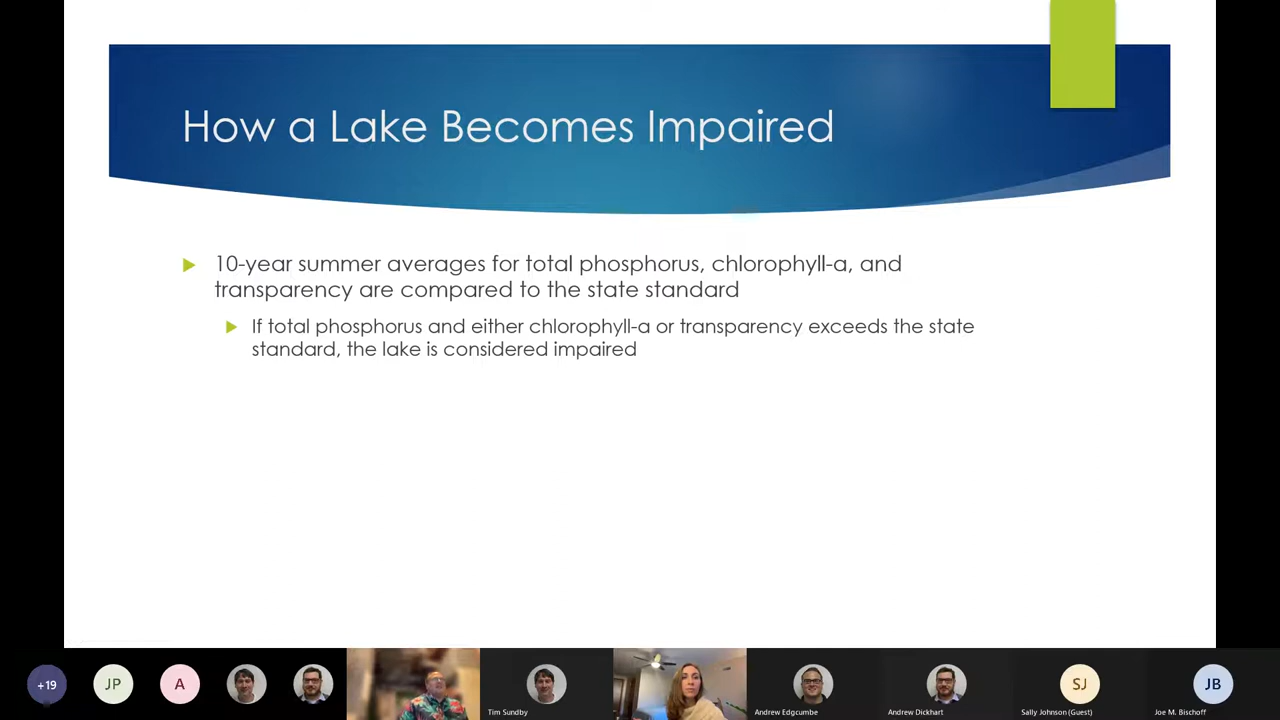 How a Lake Becomes Impaired
10-year summer averages for total phosphorus, chlorophyll-a, and
transparency are compared to the state standard
If total phosphorus and either chlorophyll-a or transparency exceeds the state
standard, the lake is considered impaired
+19
JP
A
Tim Sundby
Andrew Edgcumbe
Andrew Dickhart
SJ
Sally Johnson (Guest)
JB
Joe M. Bischoff